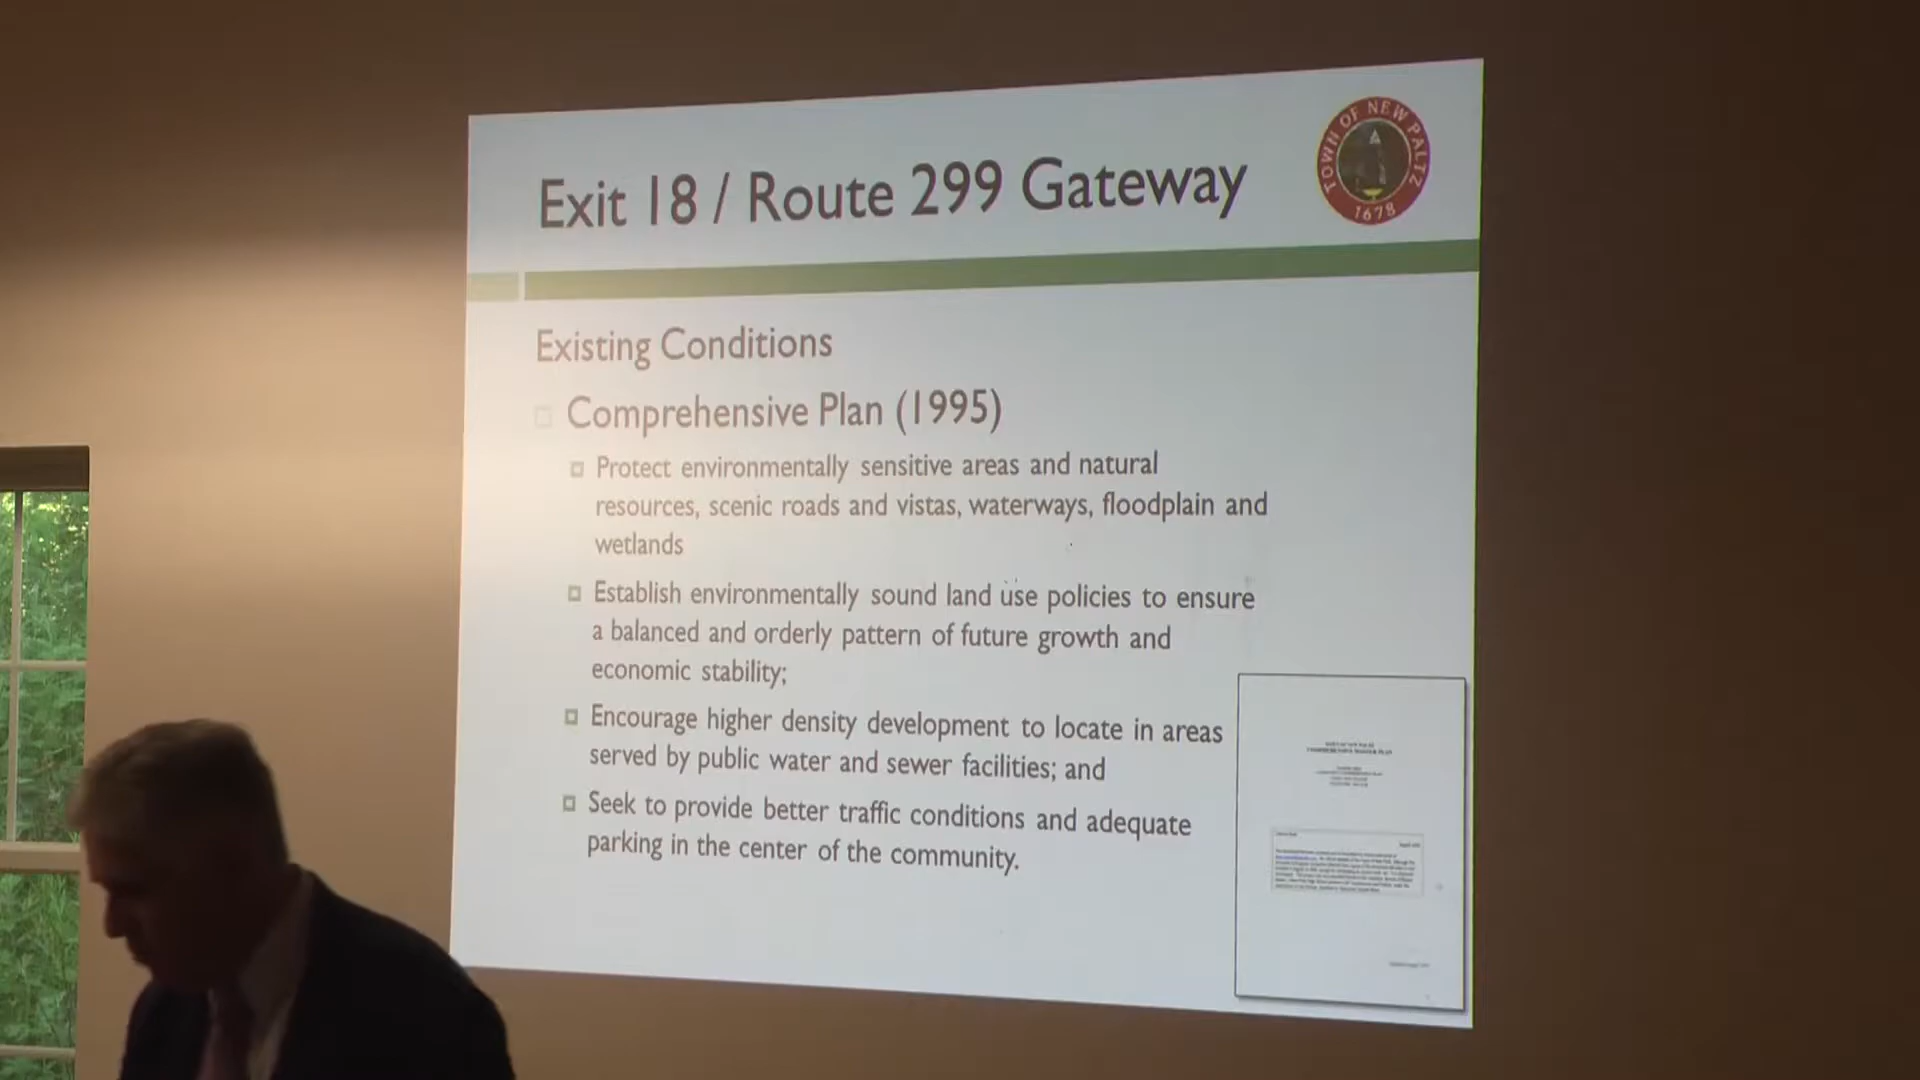 Exit 18 / Route 299 Gateway
TOWN OF NEW PALTZ
1678
Existing Conditions
Comprehensive Plan (1995)
Protect environmentally sensitive areas and natural
resources, scenic roads and vistas, waterways, floodplain and
wetlands
Establish environmentally sound land use policies to ensure
a balanced and orderly pattern of future growth and
economic stability;
Encourage higher density development to locate in areas
served by public water and sewer facilities; and
Seek to provide better traffic conditions and adequate
parking in the center of the community.